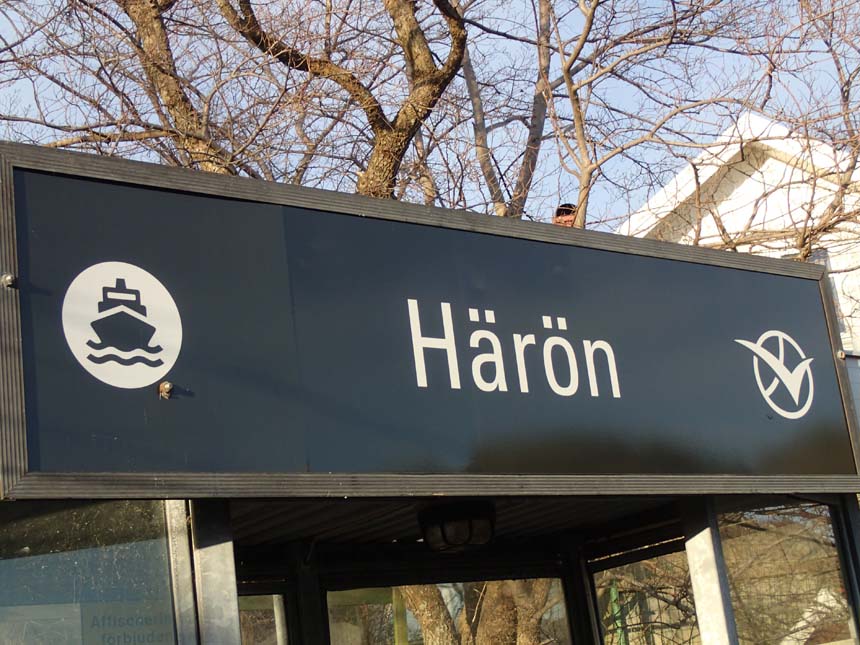 Härön
Affischering
förbjuden